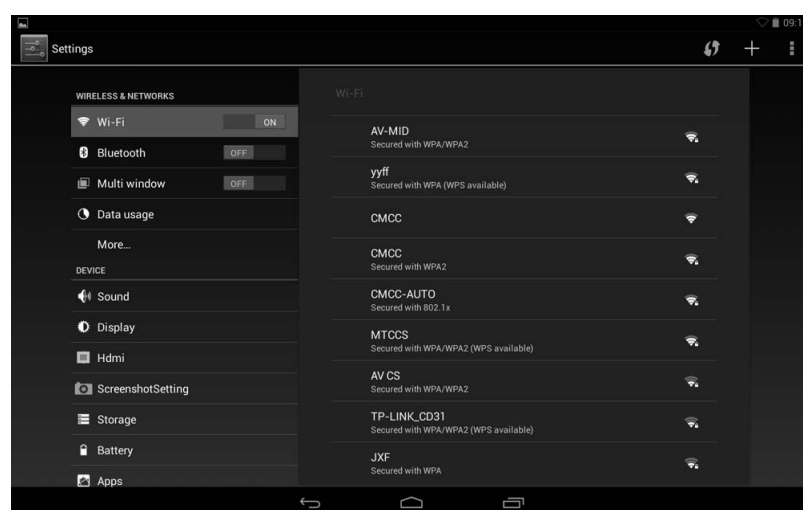 09:1
Settings
WIRELESS & NETWORKS
Wi-Fi
ON
Bluetooth
OFF
Multi window
OFF
Data usage
More...
DEVICE
Sound
Display
Hdmi
ScreenshotSetting
Storage
Battery
Apps
Wi-Fi
AV-MID
Secured with WPA/WPA2
yyff
Secured with WPA (WPS available)
CMCC
CMCC
Secured with WPA2
CMCC-AUTO
Secured with 802.1x
MTCCS
Secured with WPA/WPA2 (WPS available)
AV CS
Secured with WPA/WPA2
TP-LINK_CD31
Secured with WPA/WPA2 (WPS available)
JXF
Secured with WPA